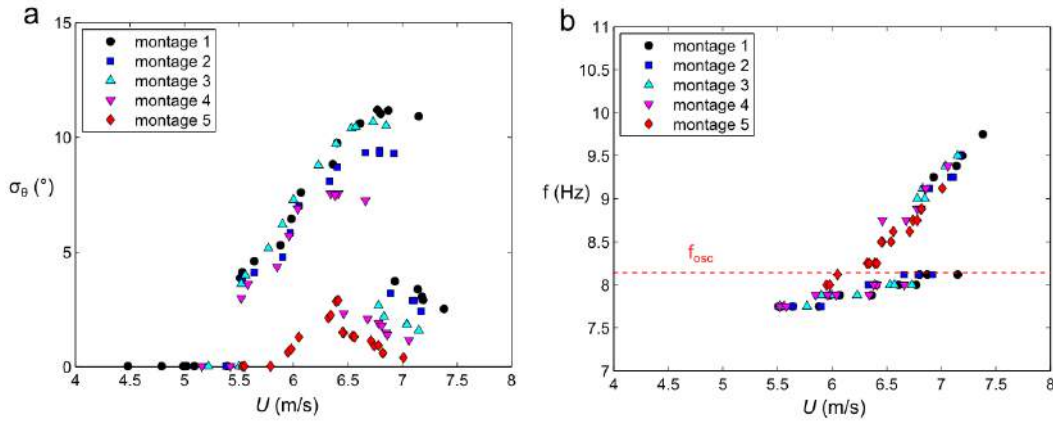 a
15
10
5
0
σθ (°)
montage 1
montage 2
montage 3
montage 4
montage 5
4 4.5 5 5.5 6 6.5 7 7.5 8
U (m/s)
b
11
10.5
10
9.5
9
8.5
8
7.5
7
f (Hz)
montage 1
montage 2
montage 3
montage 4
montage 5
fosc
4 4.5 5 5.5 6 6.5 7 7.5 8
U (m/s)